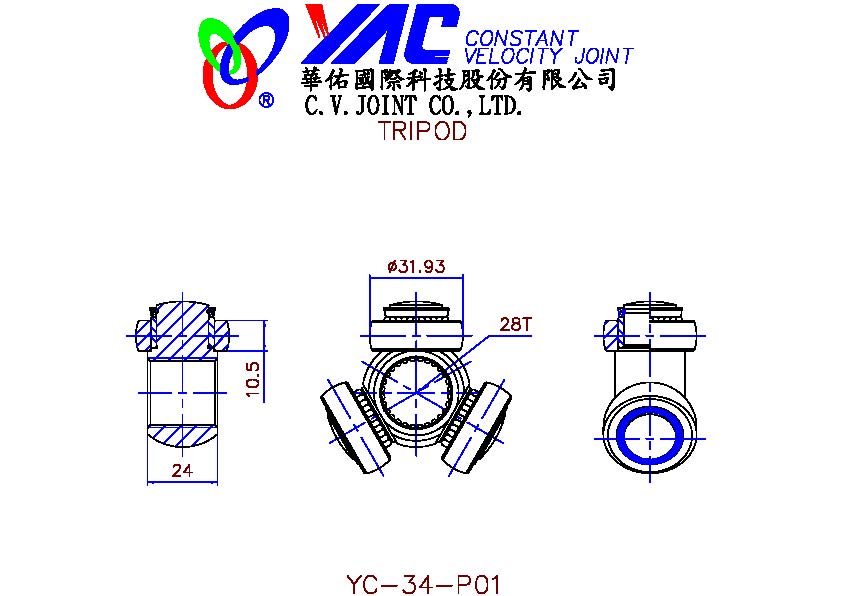 YAC CONSTANT
VELOCITY JOINT
華佑國際科技股份有限公司
®
C.V.JOINT CO.,LTD.
TRIPOD
ø31.93
28T
10.5
24
YC-34-P01